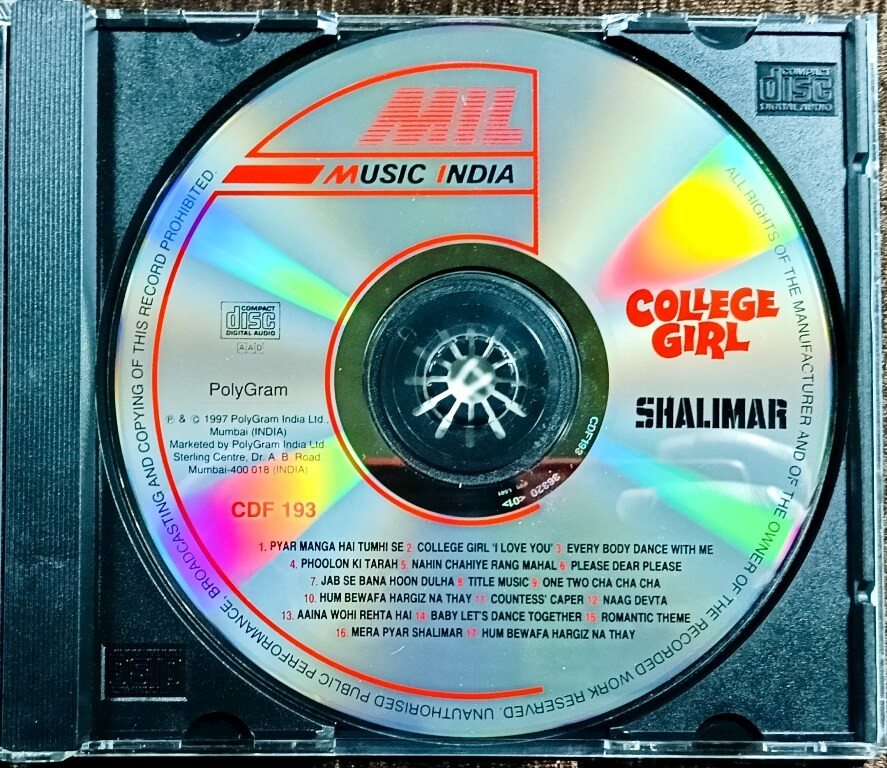 MIL
MUSIC INDIA
COMPACT
disc
DIGITAL AUDIO
ALL RIGHTS OF THE MANUFACTURER AND OF THE OWNER OF THE RECORDED WORK RESERVED. UNAUTHORISED PUBLIC PERFORMANCE, BROADCASTING AND COPYING OF THIS RECORD PROHIBITED.
COMPACT
disc
DIGITAL AUDIO
AAD
PolyGram
℗ & © 1997 PolyGram India Ltd.,
Mumbai (INDIA)
Marketed by PolyGram India Ltd
Sterling Centre, Dr. A. B. Road
Mumbai-400 018 (INDIA)
CDF 193
COLLEGE
GIRL
SHALIMAR
CDF193
1. PYAR MANGA HAI TUMHI SE 2. COLLEGE GIRL 'I LOVE YOU' 3. EVERY BODY DANCE WITH ME
4. PHOOLON KI TARAH 5. NAHIN CHAHIYE RANG MAHAL 6. PLEASE DEAR PLEASE
7. JAB SE BANA HOON DULHA 8. TITLE MUSIC 9. ONE TWO CHA CHA CHA
10. HUM BEWAFA HARGIZ NA THAY 11. COUNTESS' CAPER 12. NAAG DEVTA
13. AAINA WOHI REHTA HAI 14. BABY LET'S DANCE TOGETHER 15. ROMANTIC THEME
16. MERA PYAR SHALIMAR 17. HUM BEWAFA HARGIZ NA THAY